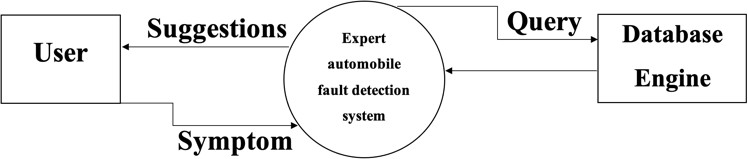 Suggestions
Query
User
Expert
automobile
fault detection
system
Database
Engine
Symptom